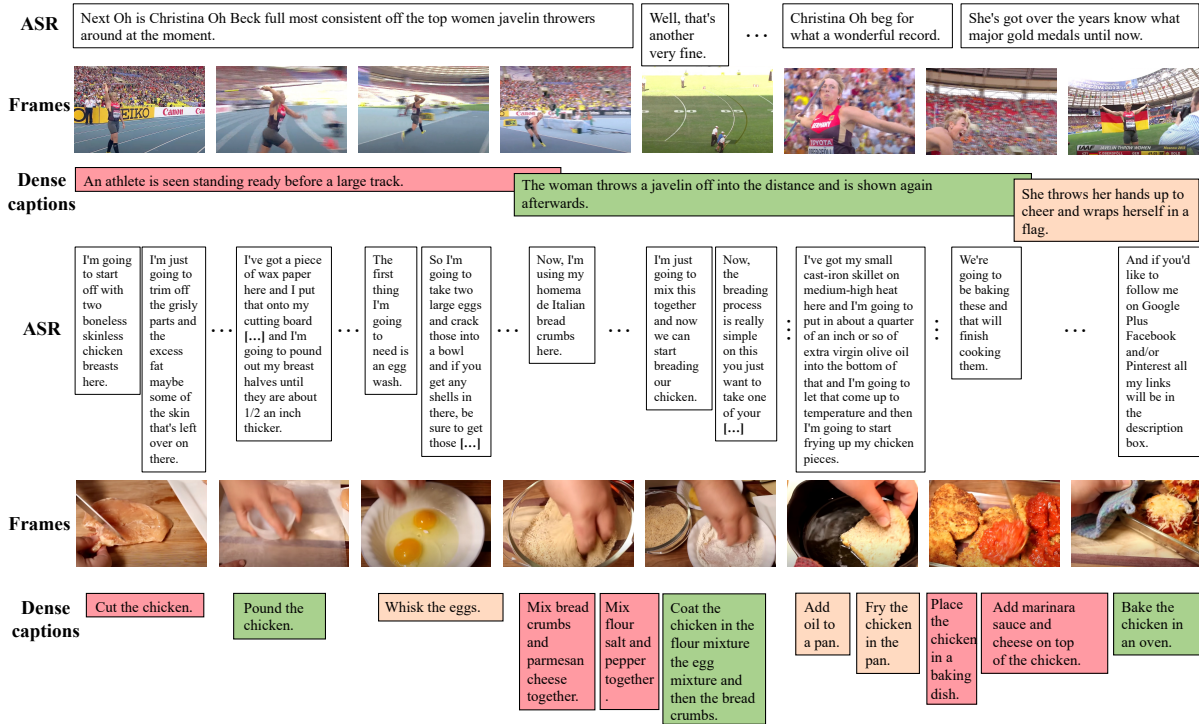 ASR
Next Oh is Christina Oh Beck full most consistent off the top women javelin throwers
around at the moment.
Well, that's
another
very fine.
...
Christina Oh beg for
what a wonderful record.
She's got over the years know what
major gold medals until now.
Frames
SEIKO
Canon
Canon
GERMANY
TOYOTA
IAAF JAVELIN THROW WOMEN
Dense
captions
An athlete is seen standing ready before a large track.
The woman throws a javelin off into the distance and is shown again
afterwards.
She throws her hands up to
cheer and wraps herself in a
flag.
ASR
I'm going
to start
off with
two
boneless
skinless
chicken
breasts
here.
I'm just
going to
trim off
the grisly
parts and
the
excess
fat
maybe
some of
the skin
that's left
over on
there.
...
I've got a piece
of wax paper
here and I put
that onto my
cutting board
[...] and I'm
going to pound
out my breast
halves until
they are about
1/2 an inch
thicker.
...
The
first
thing
I'm
going
to
need is
an egg
wash.
So I'm
going to
take two
large eggs
and crack
those into
a bowl
and if you
get any
shells in
there, be
sure to get
those [...]
...
Now, I'm
using my
homema
de Italian
bread
crumbs
here.
...
I'm just
going to
mix this
together
and now
we can
start
breading
our
chicken.
Now,
the
breading
process
is really
simple
on this
you just
want to
take one
of your
[...]
...
I've got my small
cast-iron skillet on
medium-high heat
here and I'm going to
put in about a quarter
of an inch or so of
extra virgin olive oil
into the bottom of
that and I'm going to
let that come up to
temperature and then
I'm going to start
frying up my chicken
pieces.
...
We're
going to
be baking
these and
that will
finish
cooking
them.
...
And if you'd
like to
follow me
on Google
Plus
Facebook
and/or
Pinterest all
my links
will be in
the
description
box.
Frames
Dense
captions
Cut the chicken.
Pound the
chicken.
Whisk the eggs.
Mix bread
crumbs
and
parmesan
cheese
together.
Mix
flour
salt and
pepper
together
.
Coat the
chicken in the
flour mixture
the egg
mixture and
then the bread
crumbs.
Add
oil to
a pan.
Fry the
chicken
in the
pan.
Place
the
chicken
in a
baking
dish.
Add marinara
sauce and
cheese on top
of the chicken.
Bake the
chicken in
an oven.